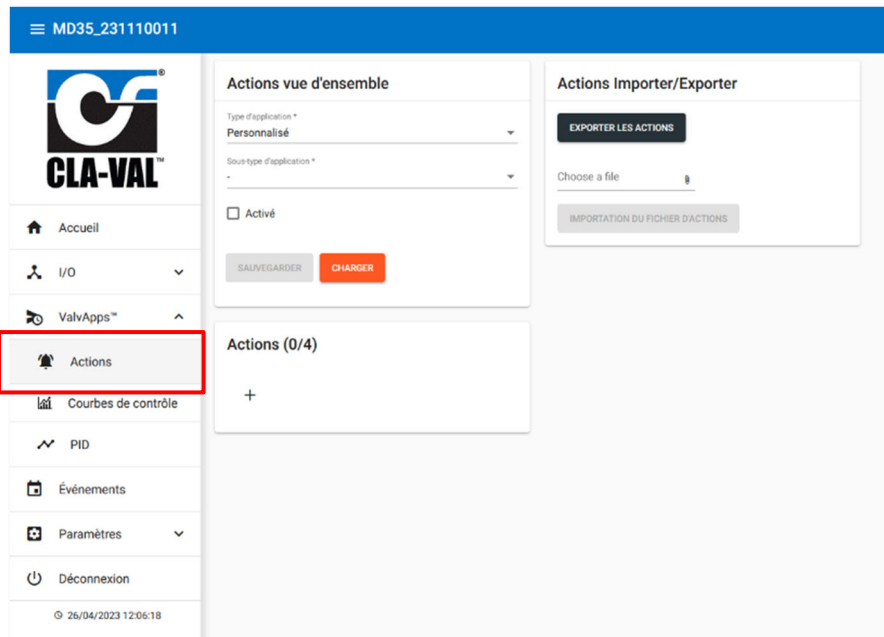 MD35_231110011
CLA-VAL™
Accueil
I/O
ValvApps™
Actions
Courbes de contrôle
PID
Événements
Paramètres
Déconnexion
26/04/2023 12:06:18
Actions vue d'ensemble
Type d'application *
Personnalisé
Sous-type d'application *
-
Activé
SAUVEGARDER
CHARGER
Actions (0/4)
+
Actions Importer/Exporter
EXPORTER LES ACTIONS
Choose a file
IMPORTATION DU FICHIER D'ACTIONS